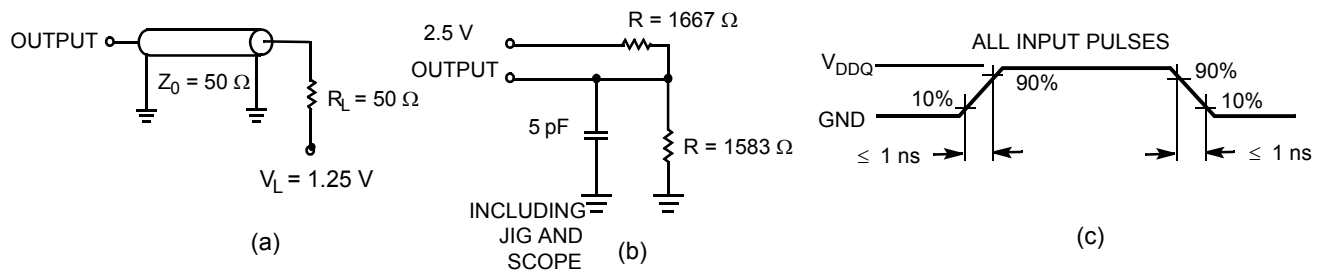 OUTPUT
Z0 = 50 Ω
RL = 50 Ω
VL = 1.25 V
(a)
R = 1667 Ω
2.5 V
OUTPUT
5 pF
R = 1583 Ω
INCLUDING
JIG AND
SCOPE
(b)
ALL INPUT PULSES
VDDQ
GND
10%
90%
90%
10%
≤ 1 ns
≤ 1 ns
(c)